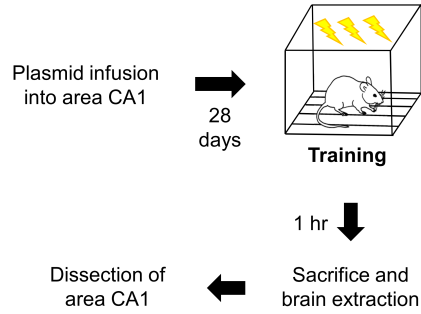 Plasmid infusion
into area CA1
28
days
Training
1 hr
Sacrifice and
brain extraction
Dissection of
area CA1